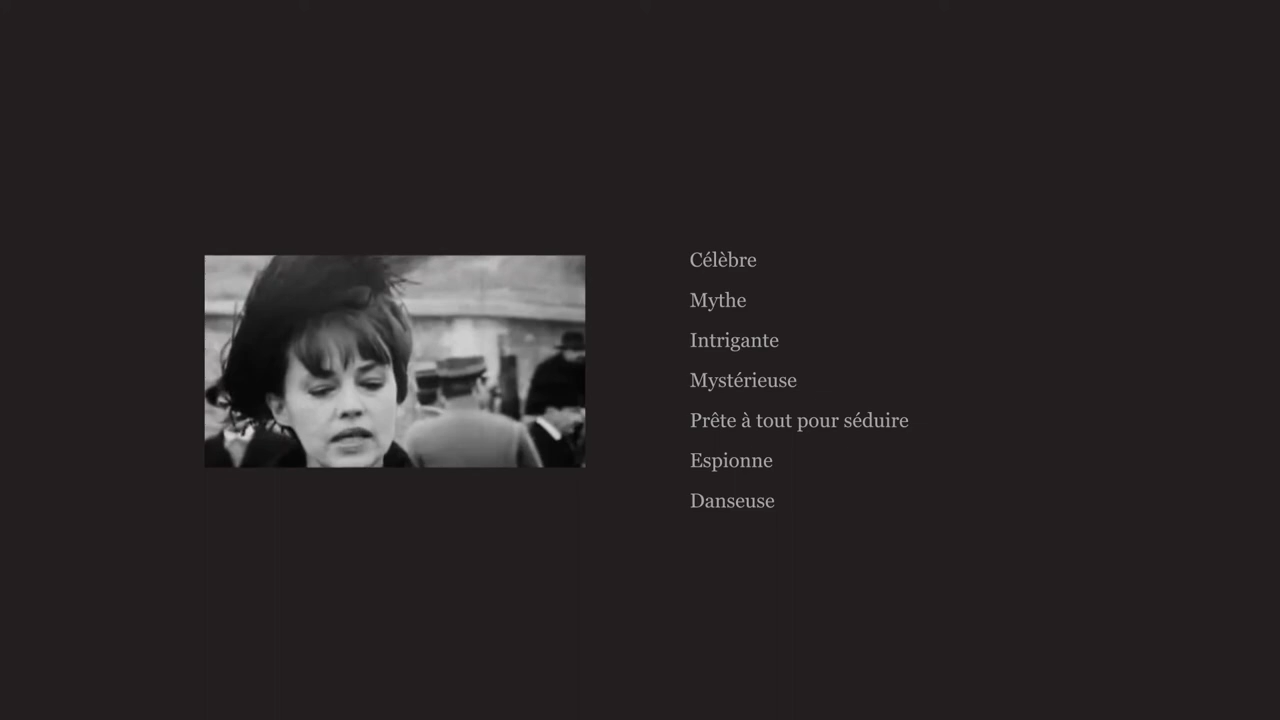 Célèbre
Mythe
Intrigante
Mystérieuse
Prête à tout pour séduire
Espionne
Danseuse